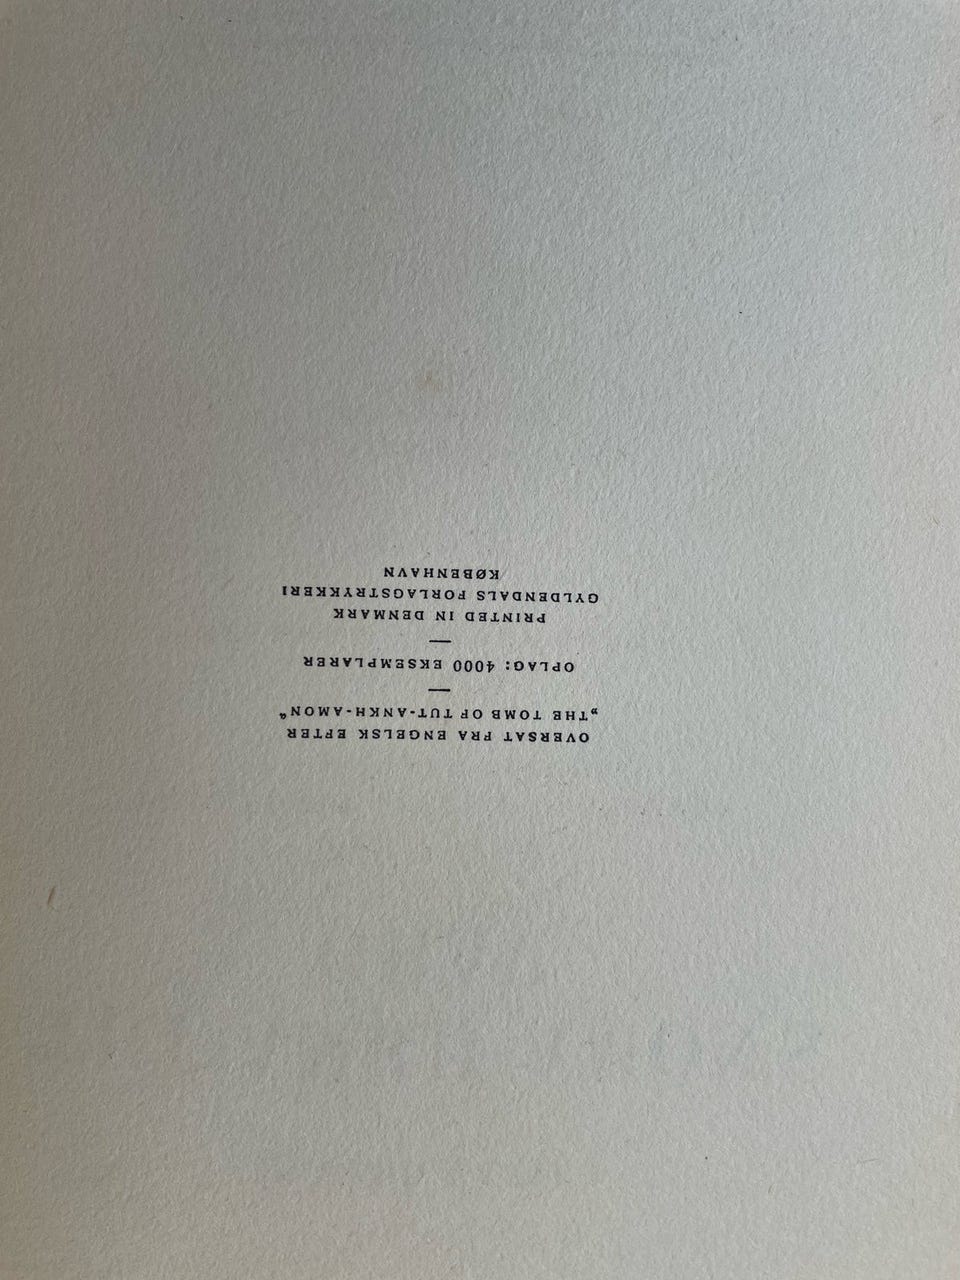 OVERSAT FRA ENGELSK EFTER
„THE TOMB OF TUT-ANKH-AMON“
OPLAG: 4000 EKSEMPLARER
PRINTED IN DENMARK
GYLDENDALS FORLAGSTRYKKERI
KØBENHAVN